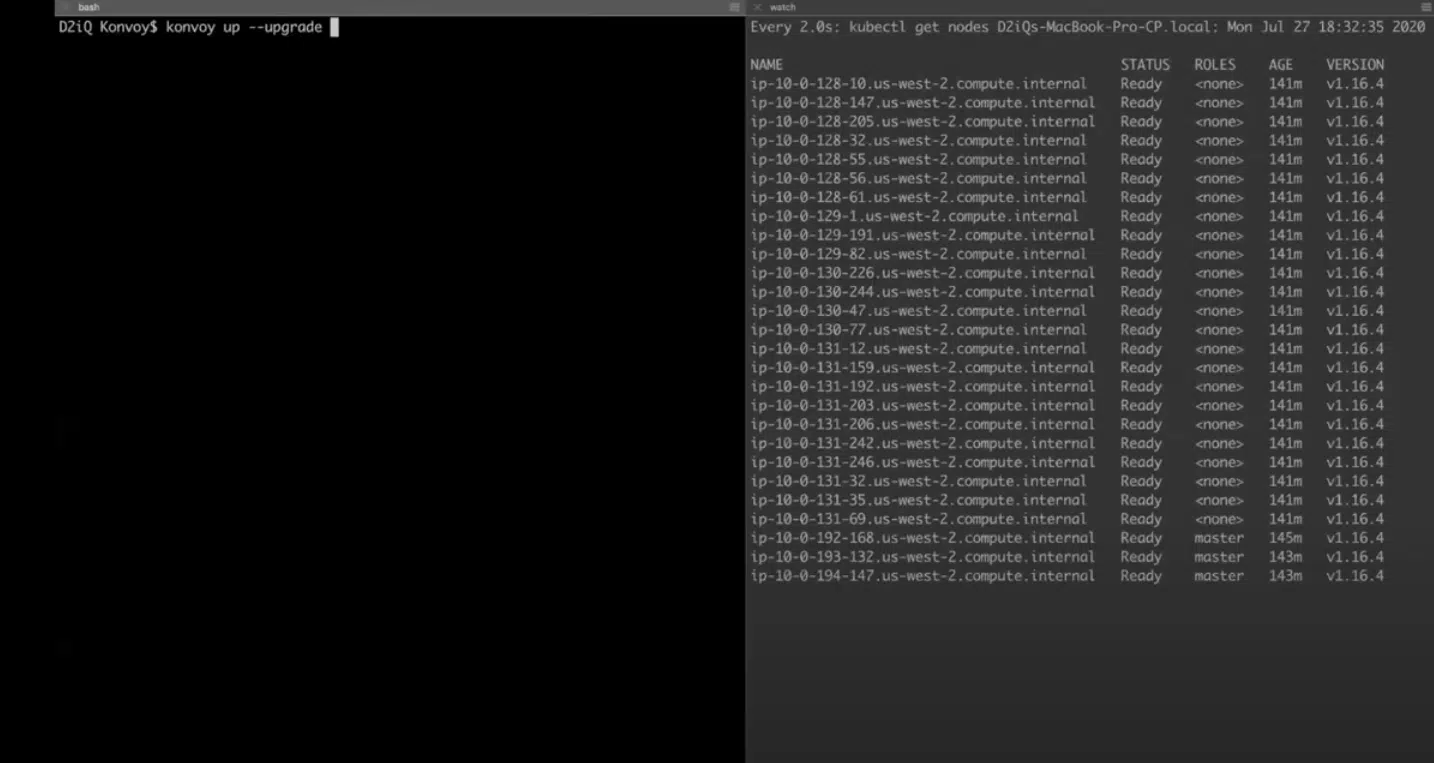 bash
D2iQ Konvoy$ konvoy up --upgrade
watch
Every 2.0s: kubectl get nodes D2iQs-MacBook-Pro-CP.local: Mon Jul 27 18:32:35 2020
NAME STATUS ROLES AGE VERSION
ip-10-0-128-10.us-west-2.compute.internal Ready <none> 141m v1.16.4
ip-10-0-128-147.us-west-2.compute.internal Ready <none> 141m v1.16.4
ip-10-0-128-205.us-west-2.compute.internal Ready <none> 141m v1.16.4
ip-10-0-128-32.us-west-2.compute.internal Ready <none> 141m v1.16.4
ip-10-0-128-55.us-west-2.compute.internal Ready <none> 141m v1.16.4
ip-10-0-128-56.us-west-2.compute.internal Ready <none> 141m v1.16.4
ip-10-0-128-61.us-west-2.compute.internal Ready <none> 141m v1.16.4
ip-10-0-129-1.us-west-2.compute.internal Ready <none> 141m v1.16.4
ip-10-0-129-191.us-west-2.compute.internal Ready <none> 141m v1.16.4
ip-10-0-129-82.us-west-2.compute.internal Ready <none> 141m v1.16.4
ip-10-0-130-226.us-west-2.compute.internal Ready <none> 141m v1.16.4
ip-10-0-130-244.us-west-2.compute.internal Ready <none> 141m v1.16.4
ip-10-0-130-47.us-west-2.compute.internal Ready <none> 141m v1.16.4
ip-10-0-130-77.us-west-2.compute.internal Ready <none> 141m v1.16.4
ip-10-0-131-12.us-west-2.compute.internal Ready <none> 141m v1.16.4
ip-10-0-131-159.us-west-2.compute.internal Ready <none> 141m v1.16.4
ip-10-0-131-192.us-west-2.compute.internal Ready <none> 141m v1.16.4
ip-10-0-131-203.us-west-2.compute.internal Ready <none> 141m v1.16.4
ip-10-0-131-206.us-west-2.compute.internal Ready <none> 141m v1.16.4
ip-10-0-131-242.us-west-2.compute.internal Ready <none> 141m v1.16.4
ip-10-0-131-246.us-west-2.compute.internal Ready <none> 141m v1.16.4
ip-10-0-131-32.us-west-2.compute.internal Ready <none> 141m v1.16.4
ip-10-0-131-35.us-west-2.compute.internal Ready <none> 141m v1.16.4
ip-10-0-131-69.us-west-2.compute.internal Ready <none> 141m v1.16.4
ip-10-0-192-168.us-west-2.compute.internal Ready master 145m v1.16.4
ip-10-0-193-132.us-west-2.compute.internal Ready master 143m v1.16.4
ip-10-0-194-147.us-west-2.compute.internal Ready master 143m v1.16.4